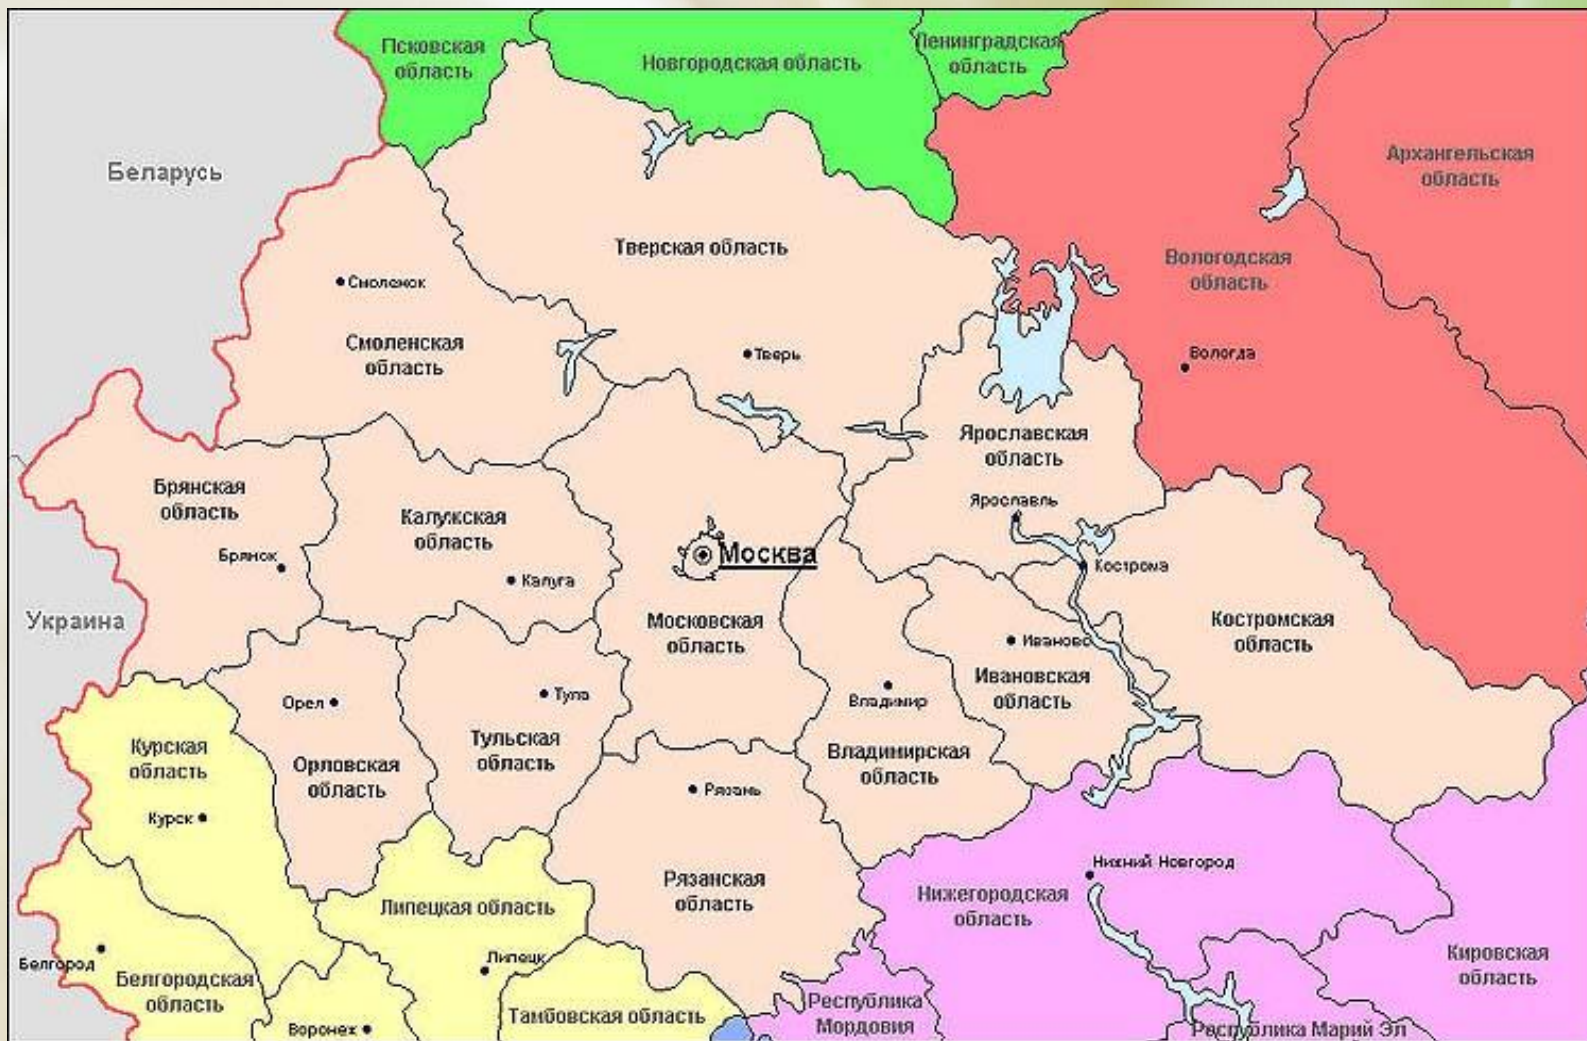 Псковская
область
Новгородская область
Ленинградская
область
Беларусь
Архангельская
область
Тверская область
Вологодская
область
Смоленск
Смоленская
область
Тверь
Вологда
Ярославская
область
Брянская
область
Калужская
область
Ярославль
Брянск
Калуга
Москва
Кострома
Украина
Московская
область
Костромская
область
Иваново
Ивановская
область
Орел
Тула
Владимир
Курская
область
Орловская
область
Тульская
область
Владимирская
область
Курск
Рязань
Нижний Новгород
Липецкая область
Рязанская
область
Нижегородская
область
Белгород
Белгородская
область
Липецк
Кировская
область
Воронеж
Тамбовская область
Республика
Мордовия
Республика Марий Эл